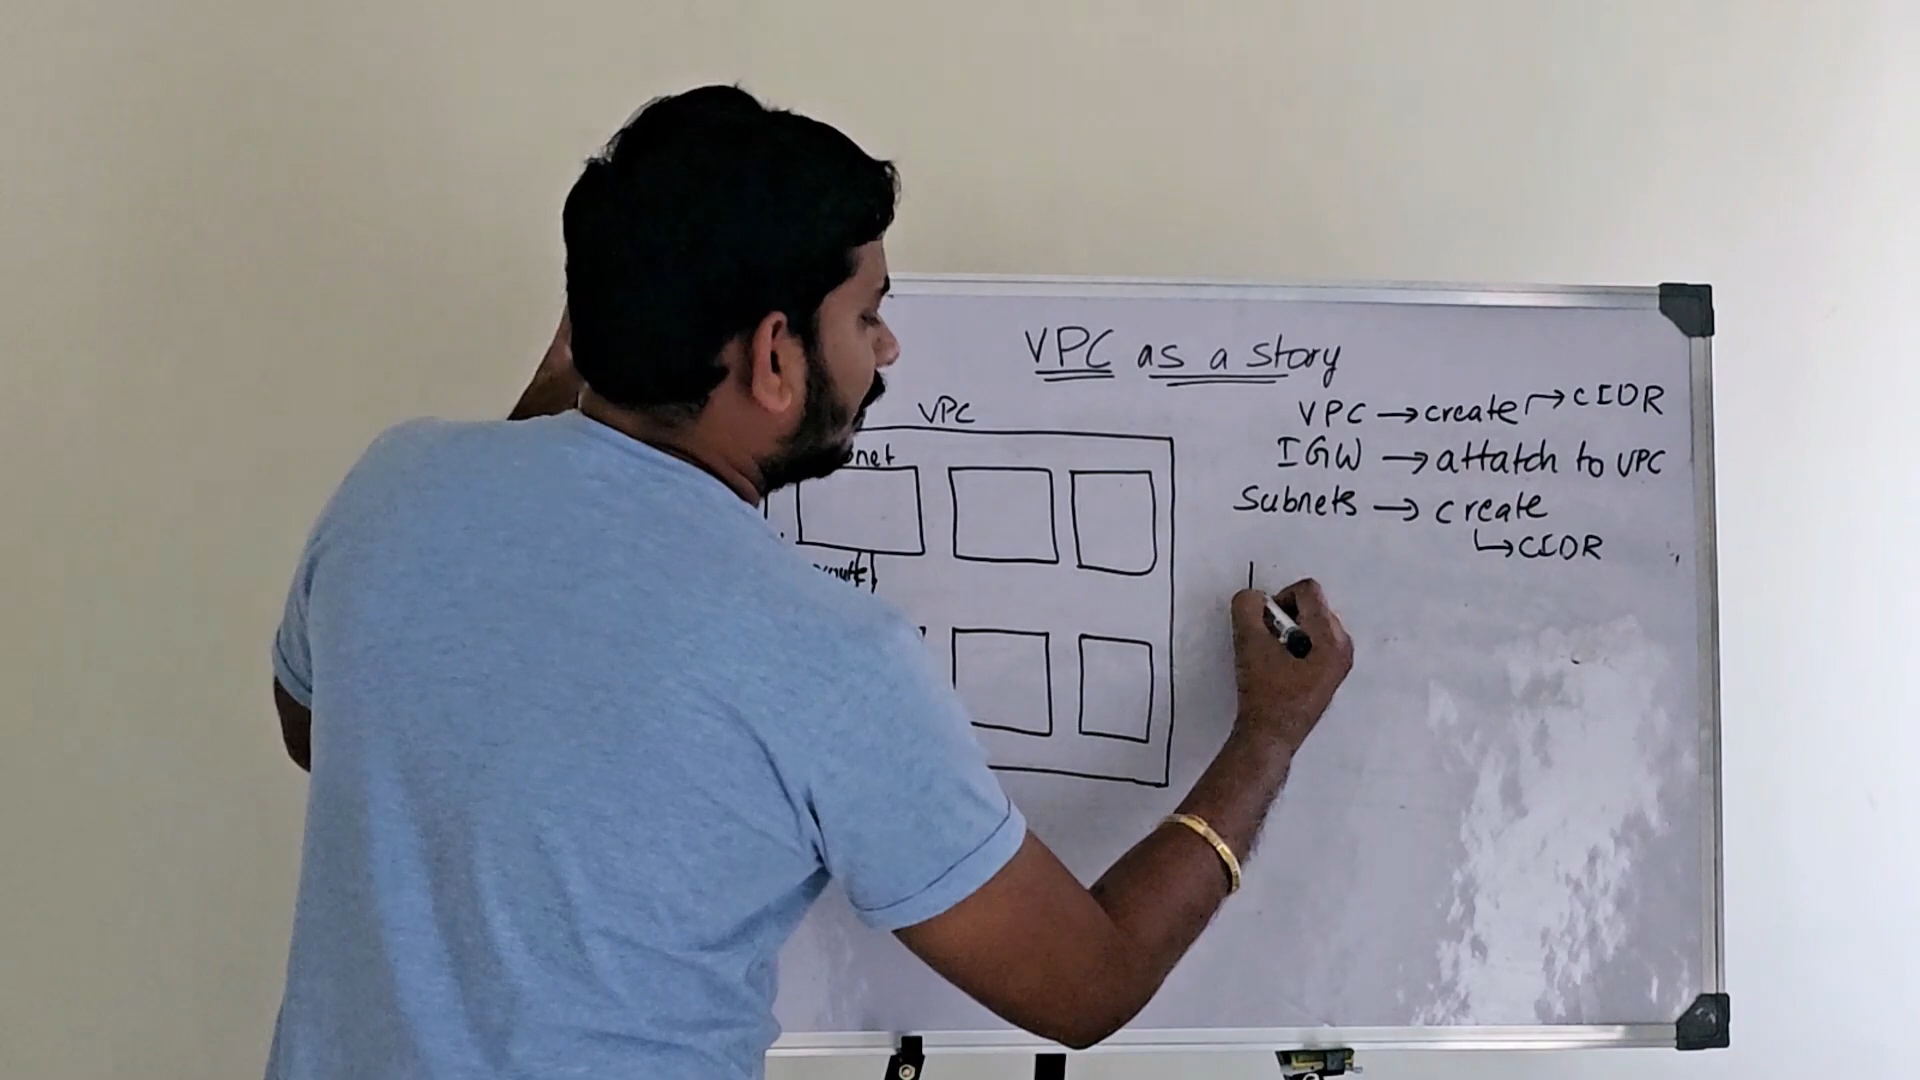 VPC as a story
VPC
VPC → create → CIDR
IGW → attatch to VPC
Subnets → create
↳ CIDR